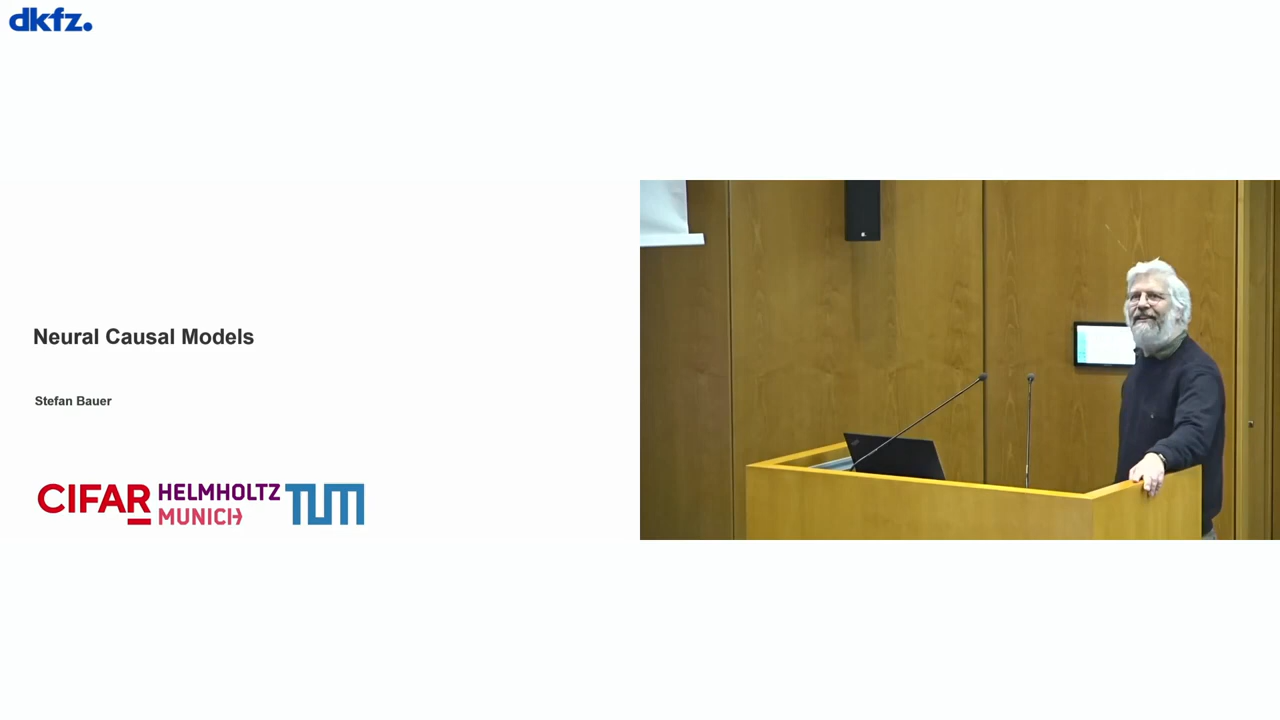 dkfz.
Neural Causal Models
Stefan Bauer
CIFAR HELMHOLTZ MUNICH TUM